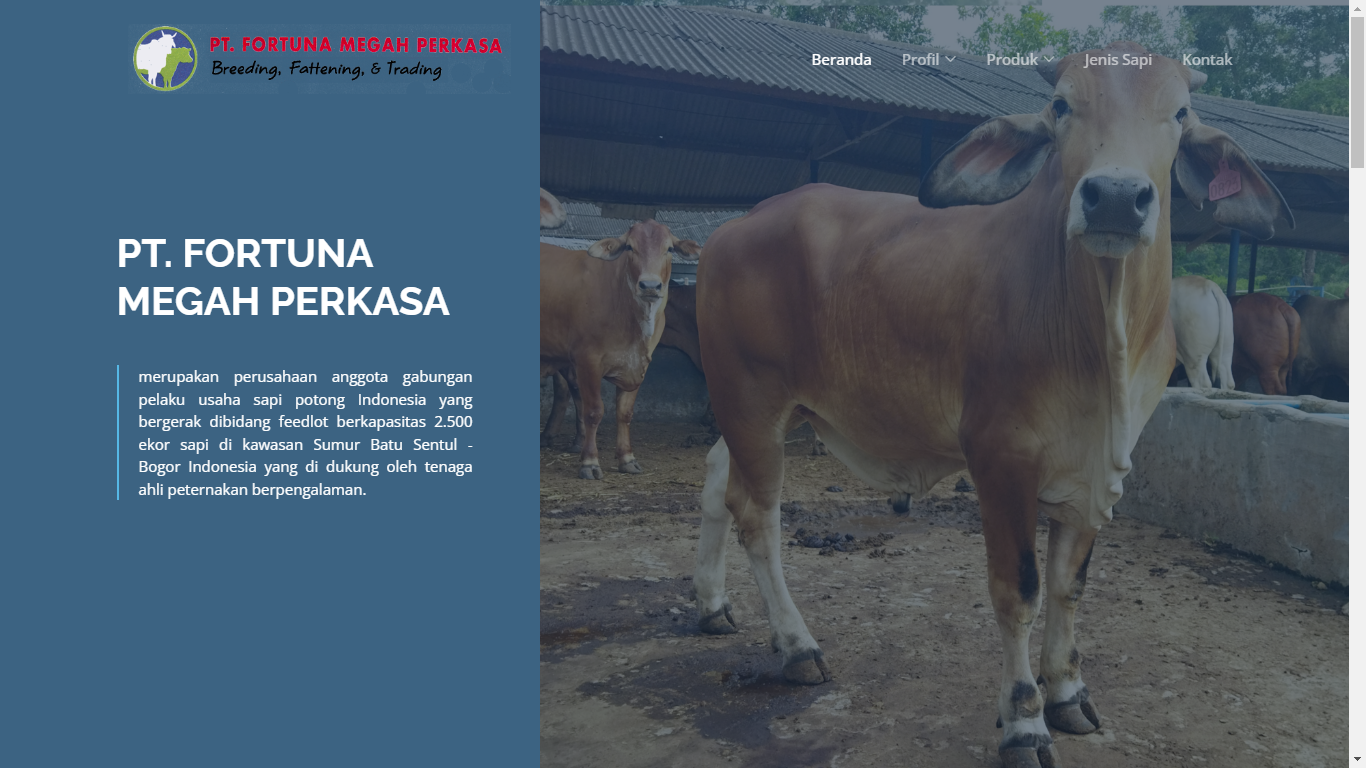 PT. FORTUNA MEGAH PERKASA
Breeding, Fattening, & Trading
Beranda
Profil
Produk
Jenis Sapi
Kontak
PT. FORTUNA
MEGAH PERKASA
merupakan perusahaan anggota gabungan
pelaku usaha sapi potong Indonesia yang
bergerak dibidang feedlot berkapasitas 2.500
ekor sapi di kawasan Sumur Batu Sentul -
Bogor Indonesia yang di dukung oleh tenaga
ahli peternakan berpengalaman.